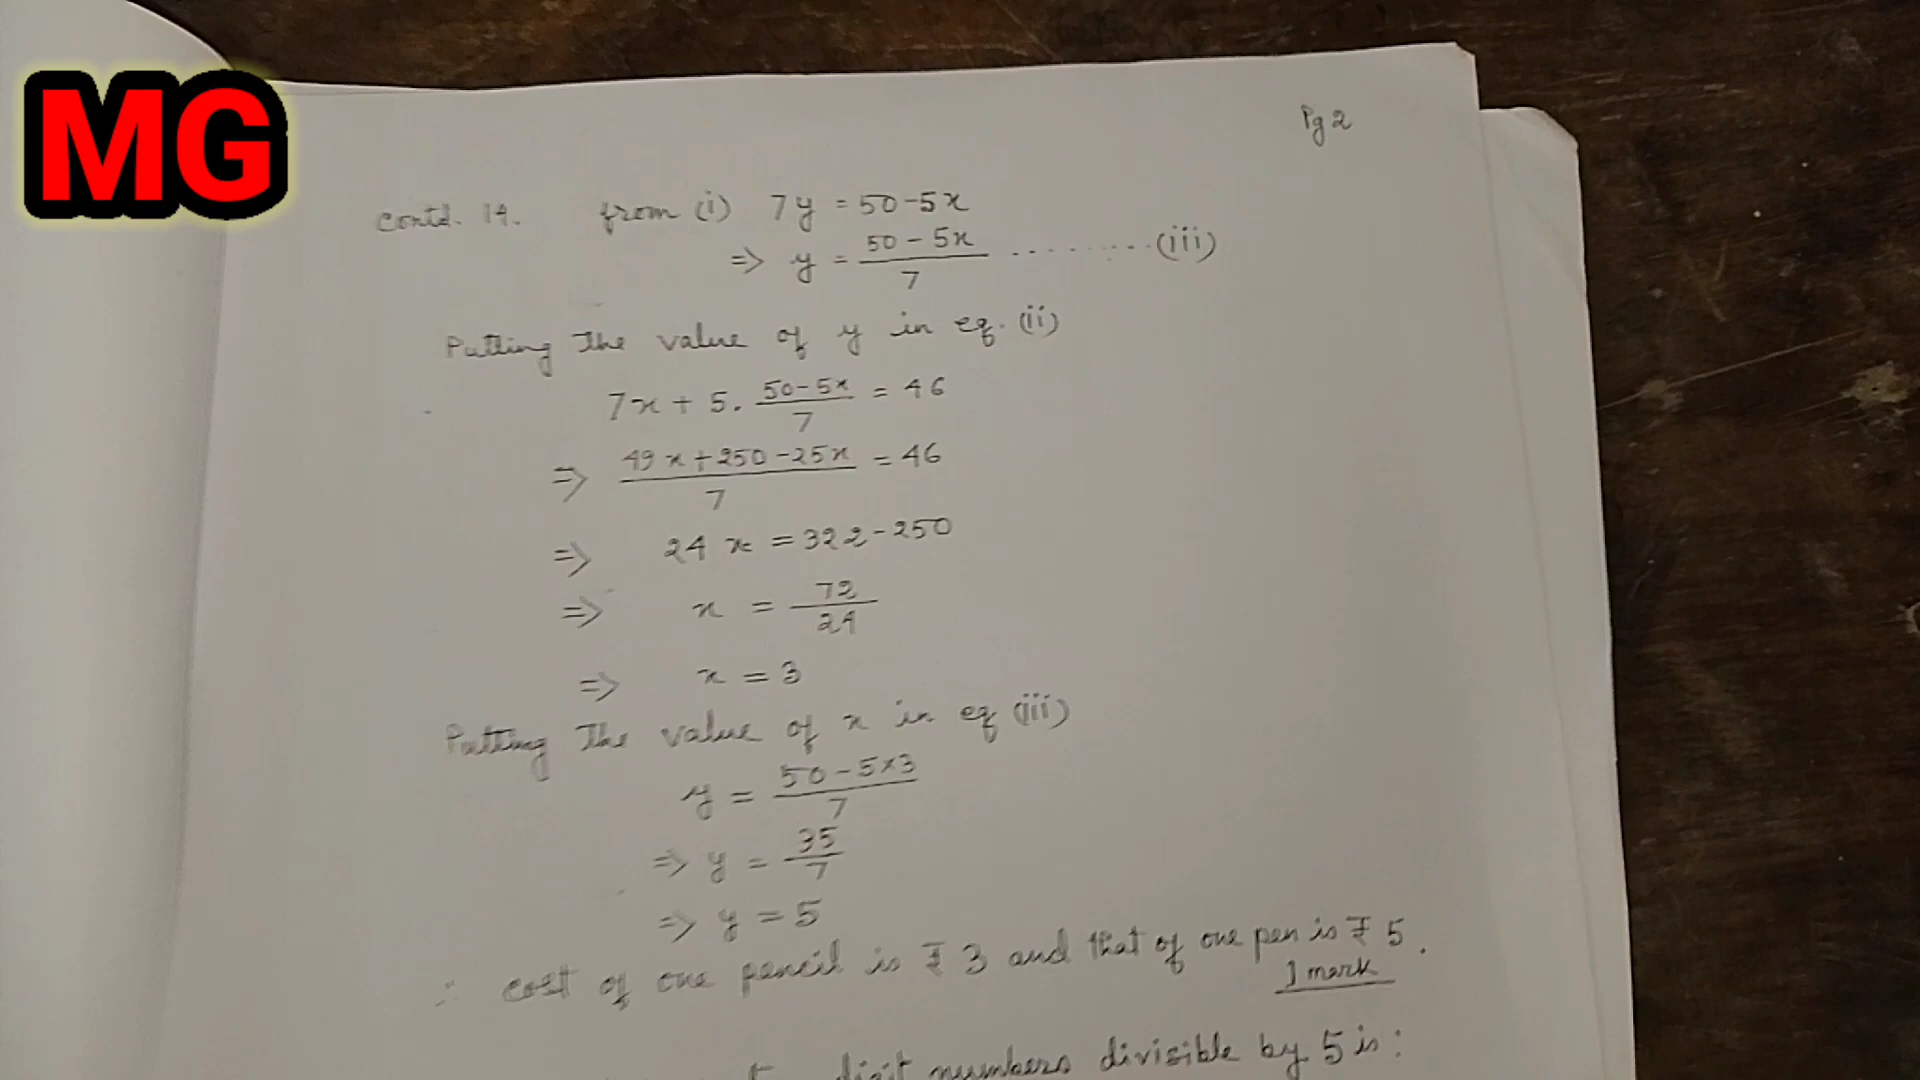 MG
Pg 2
contd. 14. from (i) 7y = 50-5x
=> y = (50-5x)/7 ......... (iii)
Putting the value of y in eq. (ii)
7x + 5. (50-5x)/7 = 46
=> (49x+250-25x)/7 = 46
=> 24x = 322-250
=> x = 72/24
=> x = 3
Putting the value of x in eq (iii)
y = (50-5×3)/7
=> y = 35/7
=> y = 5
∴ cost of one pencil is ₹ 3 and that of one pen is ₹ 5.
1 mark
digit numbers divisible by 5 is: